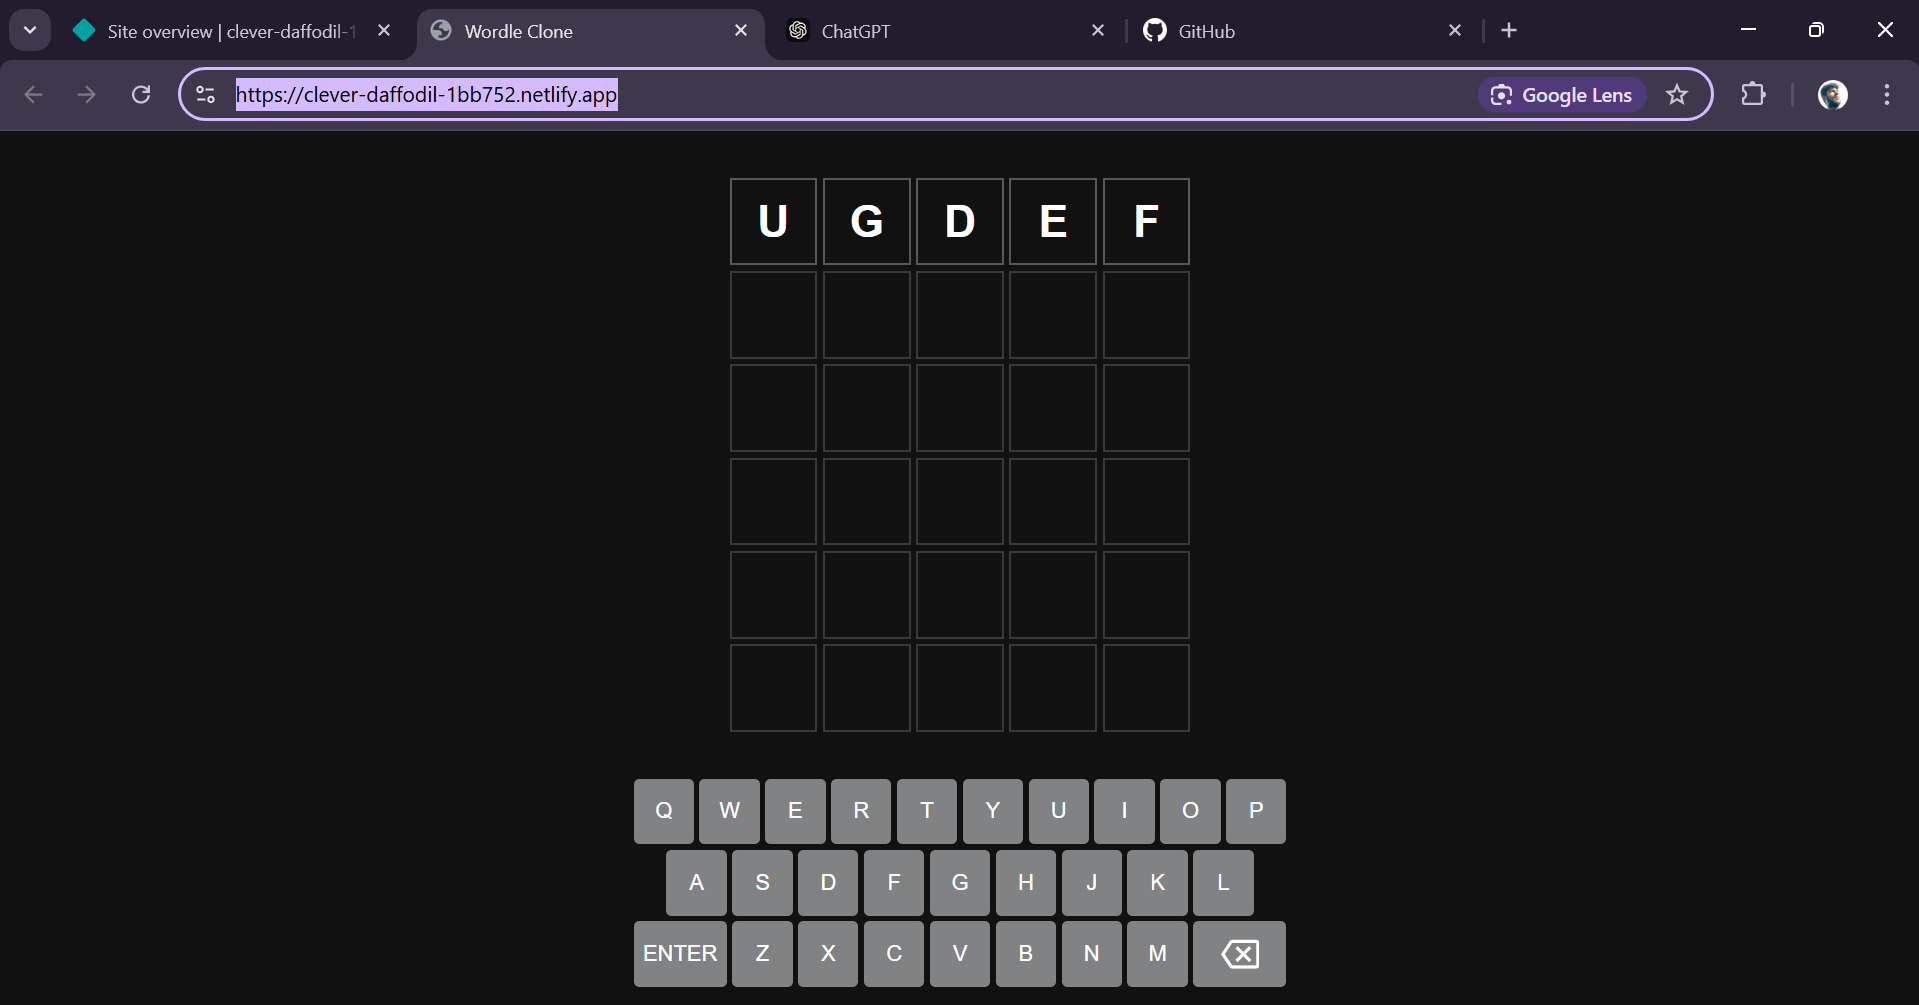 Site overview | clever-daffodil-1
Wordle Clone
ChatGPT
GitHub
https://clever-daffodil-1bb752.netlify.app
Google Lens
U G D E F
Q W E R T Y U I O P
A S D F G H J K L
ENTER Z X C V B N M